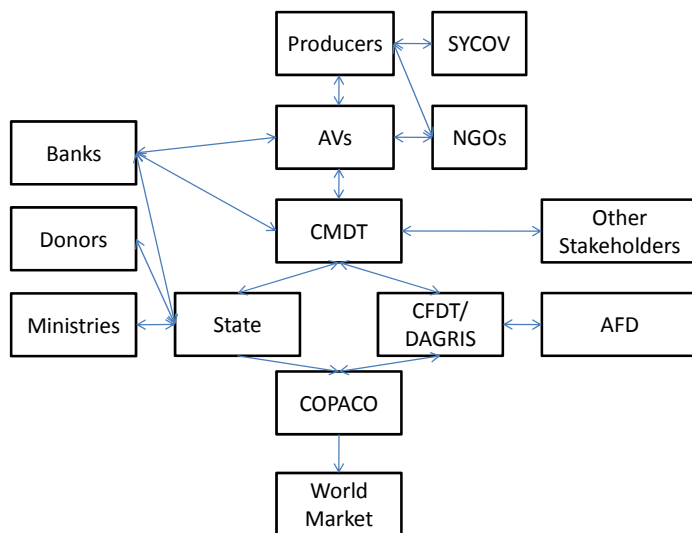 Producers
SYCOV
AVs
NGOs
Banks
CMDT
Other
Stakeholders
Donors
Ministries
State
CFDT/
DAGRIS
AFD
COPACO
World
Market